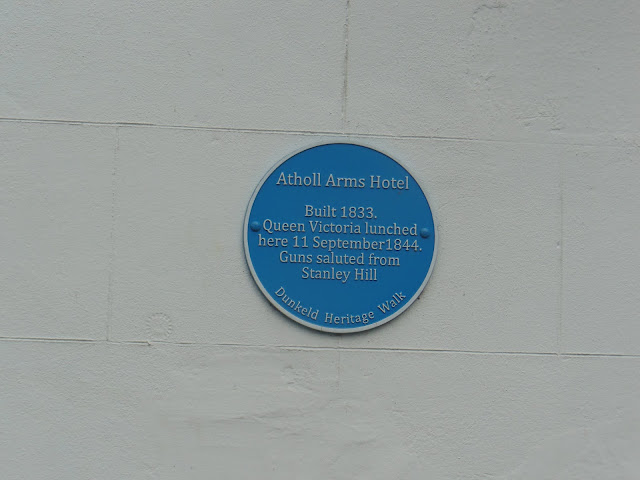 Atholl Arms Hotel
Built 1833.
Queen Victoria lunched
here 11 September1844.
Guns saluted from
Stanley Hill
Dunkeld Heritage Walk